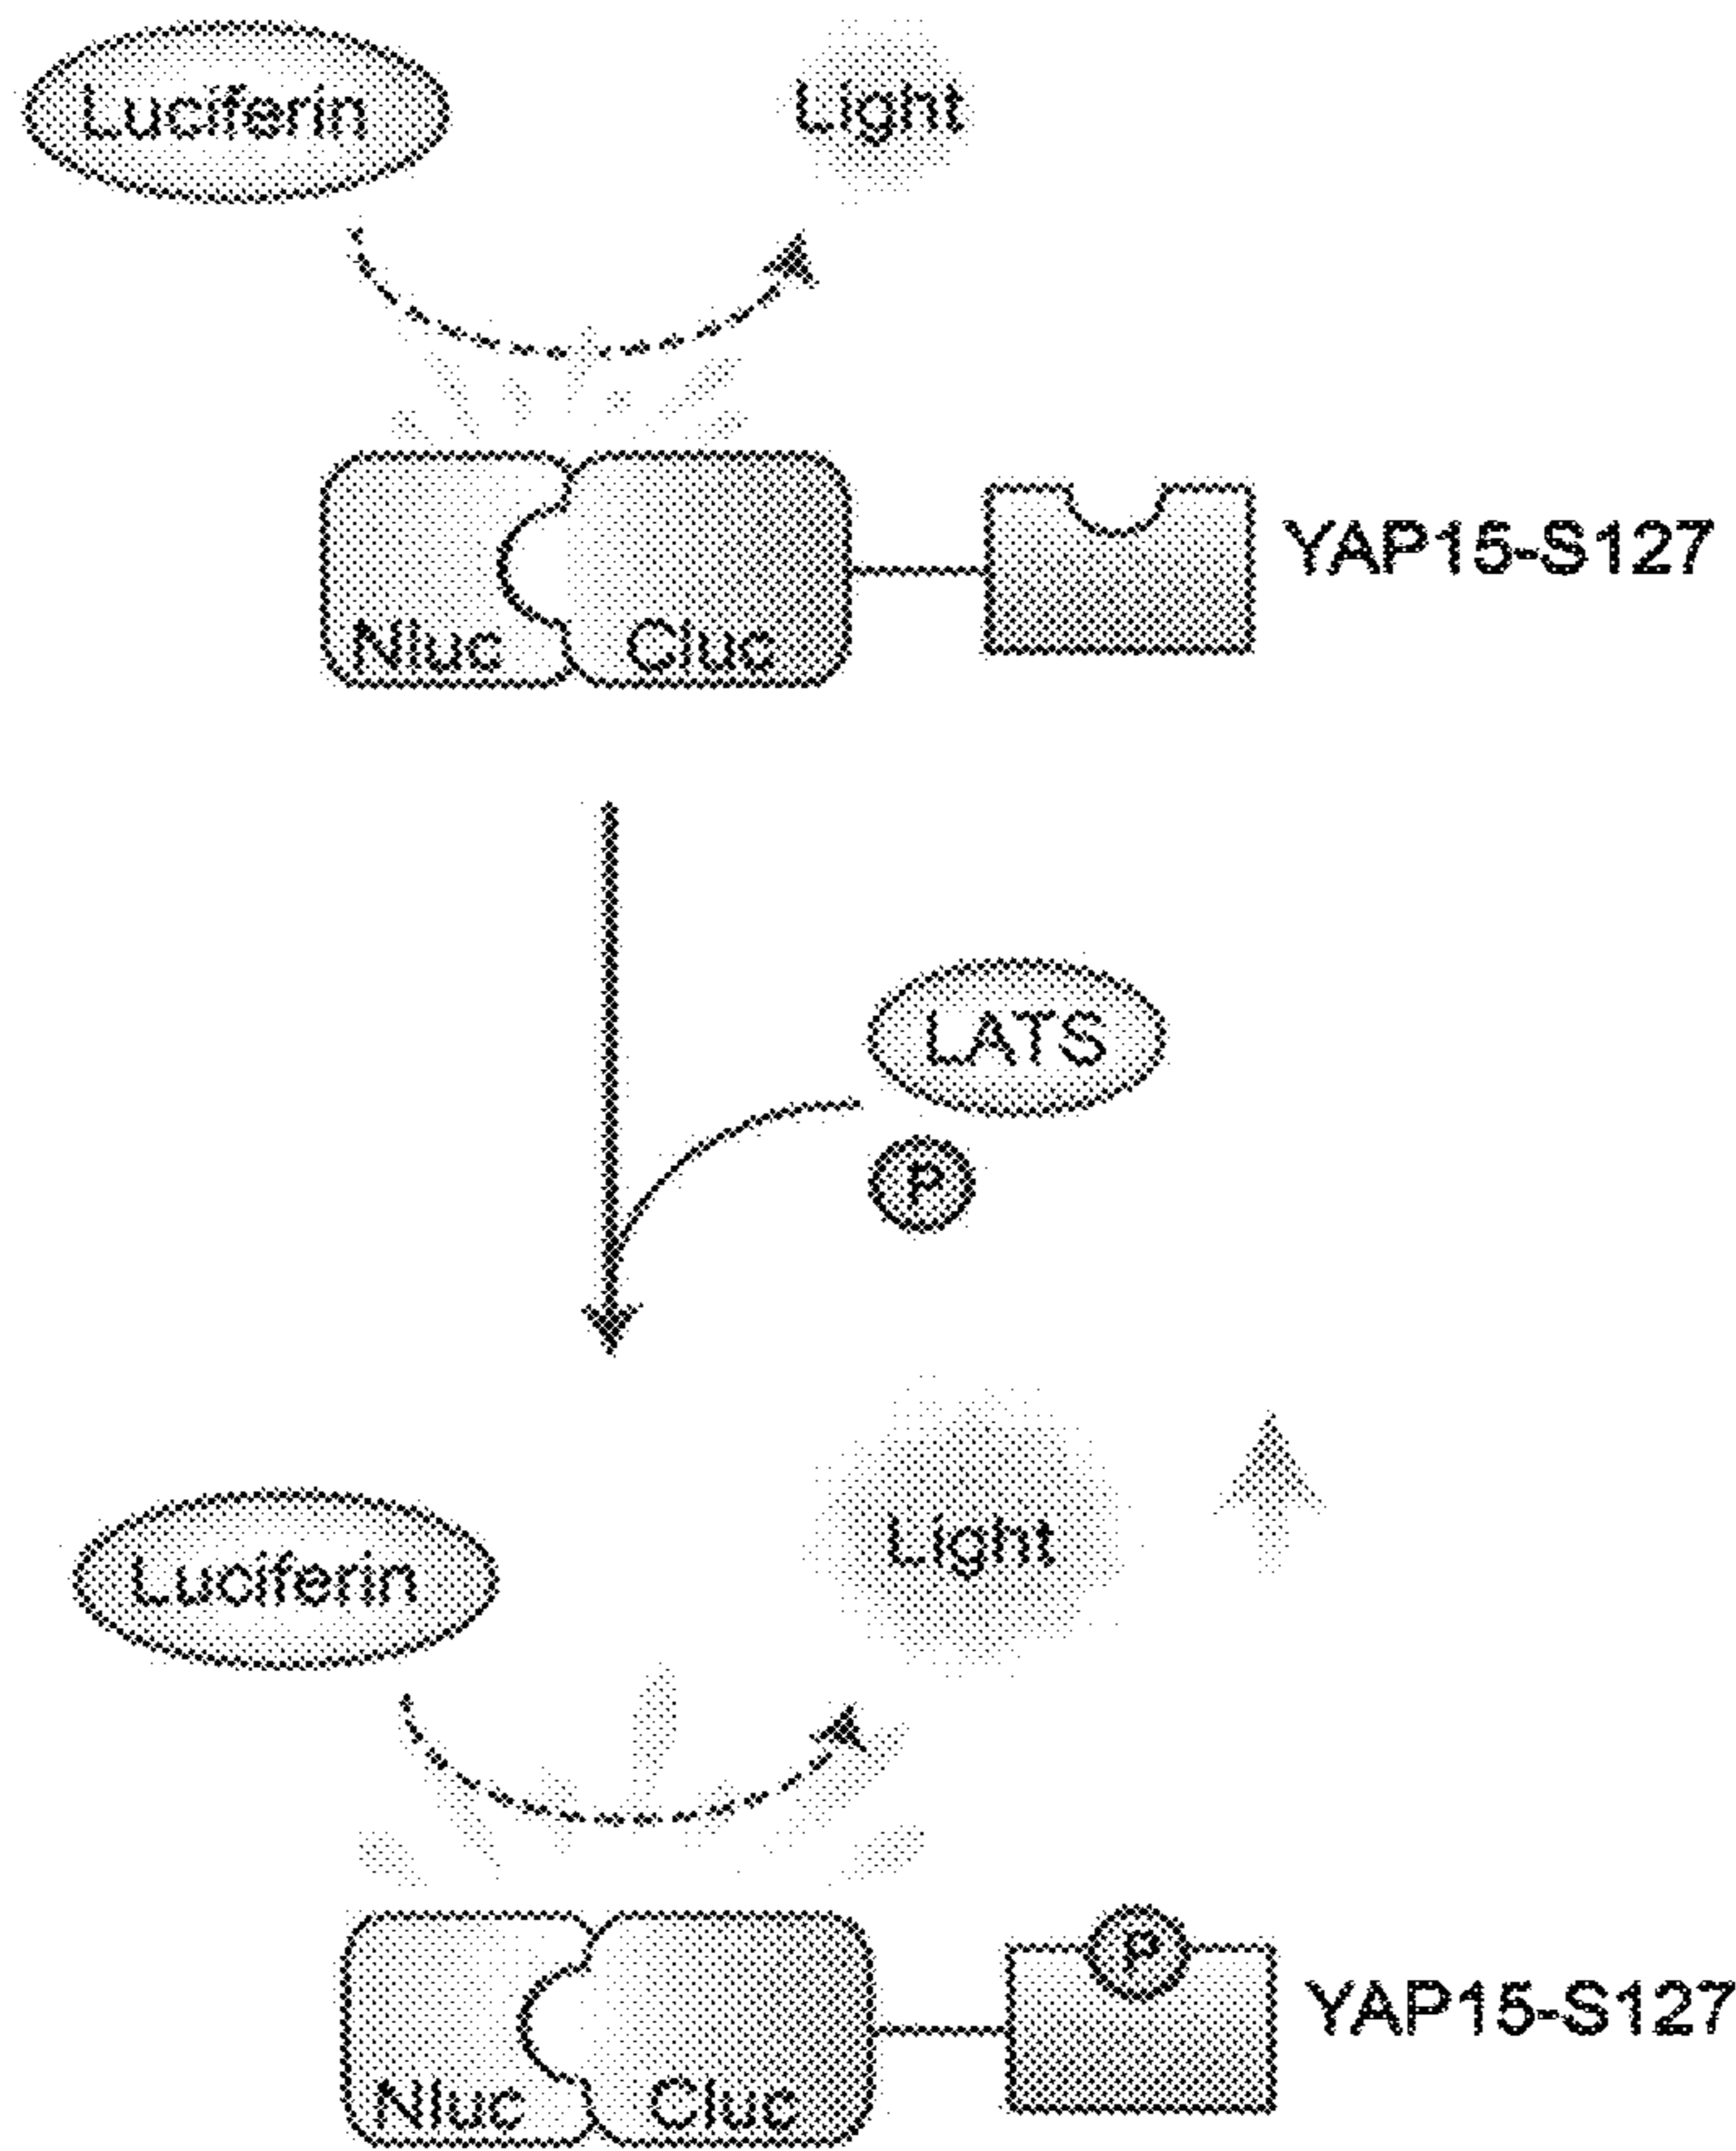 Luciferin
Light
Nluc
Cluc
YAP15-S127
LATS
P
Light
Luciferin
P
Nluc
Cluc
YAP15-S127